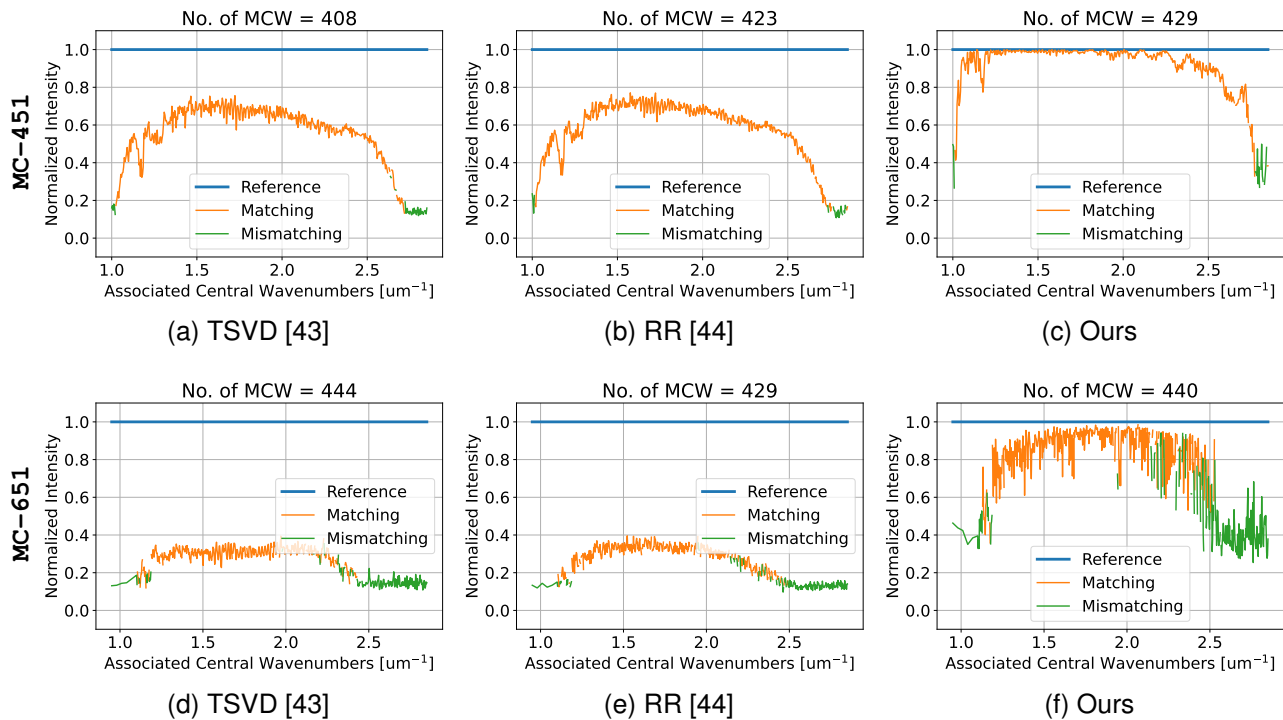 MC-451
No. of MCW = 408
Normalized Intensity
1.0
0.8
0.6
0.4
0.2
0.0
Reference
Matching
Mismatching
1.0 1.5 2.0 2.5
Associated Central Wavenumbers [um⁻¹]
(a) TSVD [43]
No. of MCW = 423
Normalized Intensity
1.0
0.8
0.6
0.4
0.2
0.0
Reference
Matching
Mismatching
1.0 1.5 2.0 2.5
Associated Central Wavenumbers [um⁻¹]
(b) RR [44]
No. of MCW = 429
Normalized Intensity
1.0
0.8
0.6
0.4
0.2
0.0
Reference
Matching
Mismatching
1.0 1.5 2.0 2.5
Associated Central Wavenumbers [um⁻¹]
(c) Ours
MC-651
No. of MCW = 444
Normalized Intensity
1.0
0.8
0.6
0.4
0.2
0.0
Reference
Matching
Mismatching
1.0 1.5 2.0 2.5
Associated Central Wavenumbers [um⁻¹]
(d) TSVD [43]
No. of MCW = 429
Normalized Intensity
1.0
0.8
0.6
0.4
0.2
0.0
Reference
Matching
Mismatching
1.0 1.5 2.0 2.5
Associated Central Wavenumbers [um⁻¹]
(e) RR [44]
No. of MCW = 440
Normalized Intensity
1.0
0.8
0.6
0.4
0.2
0.0
Reference
Matching
Mismatching
1.0 1.5 2.0 2.5
Associated Central Wavenumbers [um⁻¹]
(f) Ours